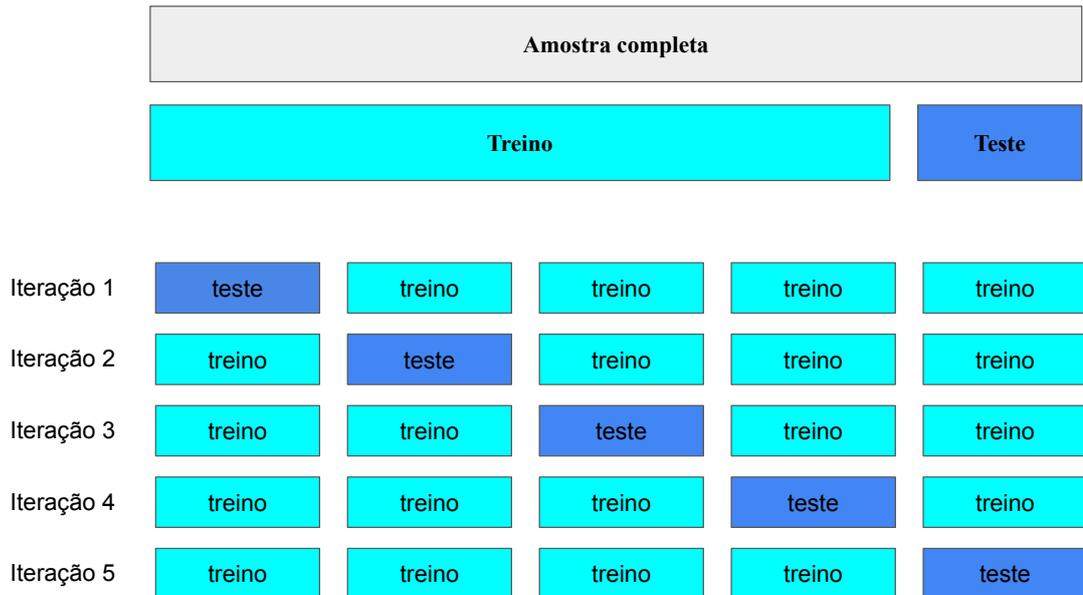 Amostra completa
Treino Teste
Iteração 1 teste treino treino treino treino
Iteração 2 treino teste treino treino treino
Iteração 3 treino treino teste treino treino
Iteração 4 treino treino treino teste treino
Iteração 5 treino treino treino treino teste